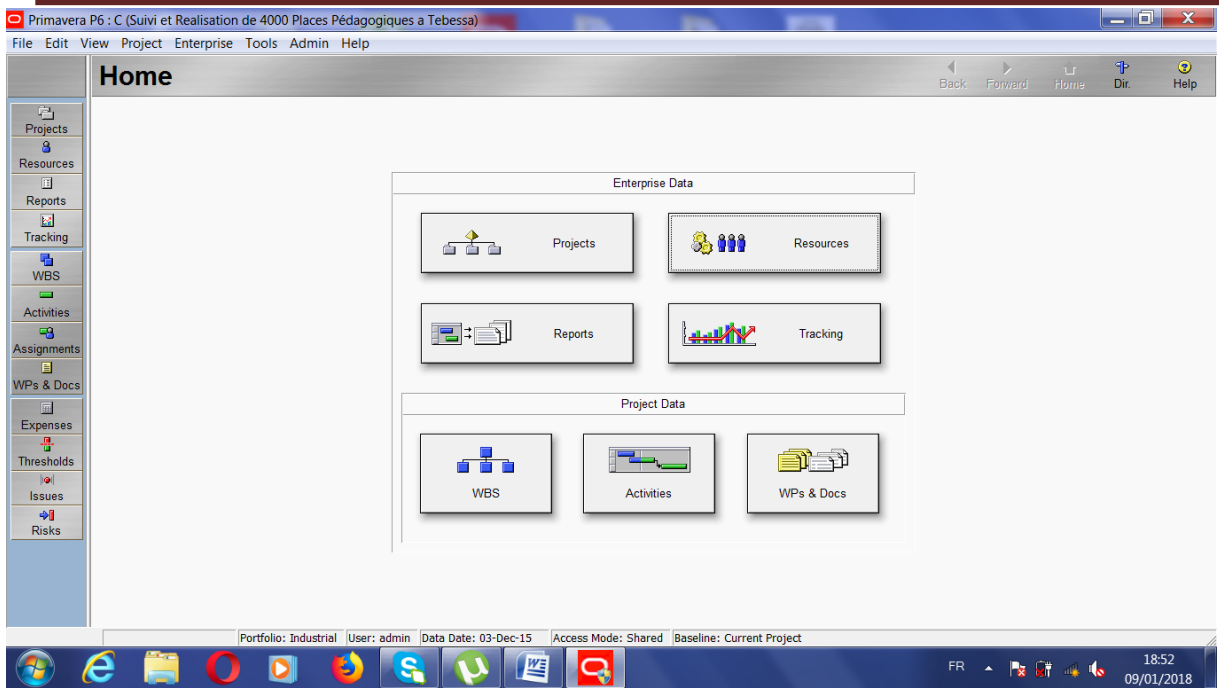 Primavera P6 : C (Suivi et Realisation de 4000 Places Pédagogiques a Tebessa)
File Edit View Project Enterprise Tools Admin Help
Home
Back Forward Home Dir. Help
Projects
Resources
Reports
Tracking
WBS
Activities
Assignments
WPs & Docs
Expenses
Thresholds
Issues
Risks
Enterprise Data
Projects Resources
Reports Tracking
Project Data
WBS Activities WPs & Docs
Portfolio: Industrial User: admin Data Date: 03-Dec-15 Access Mode: Shared Baseline: Current Project
FR 18:52
09/01/2018